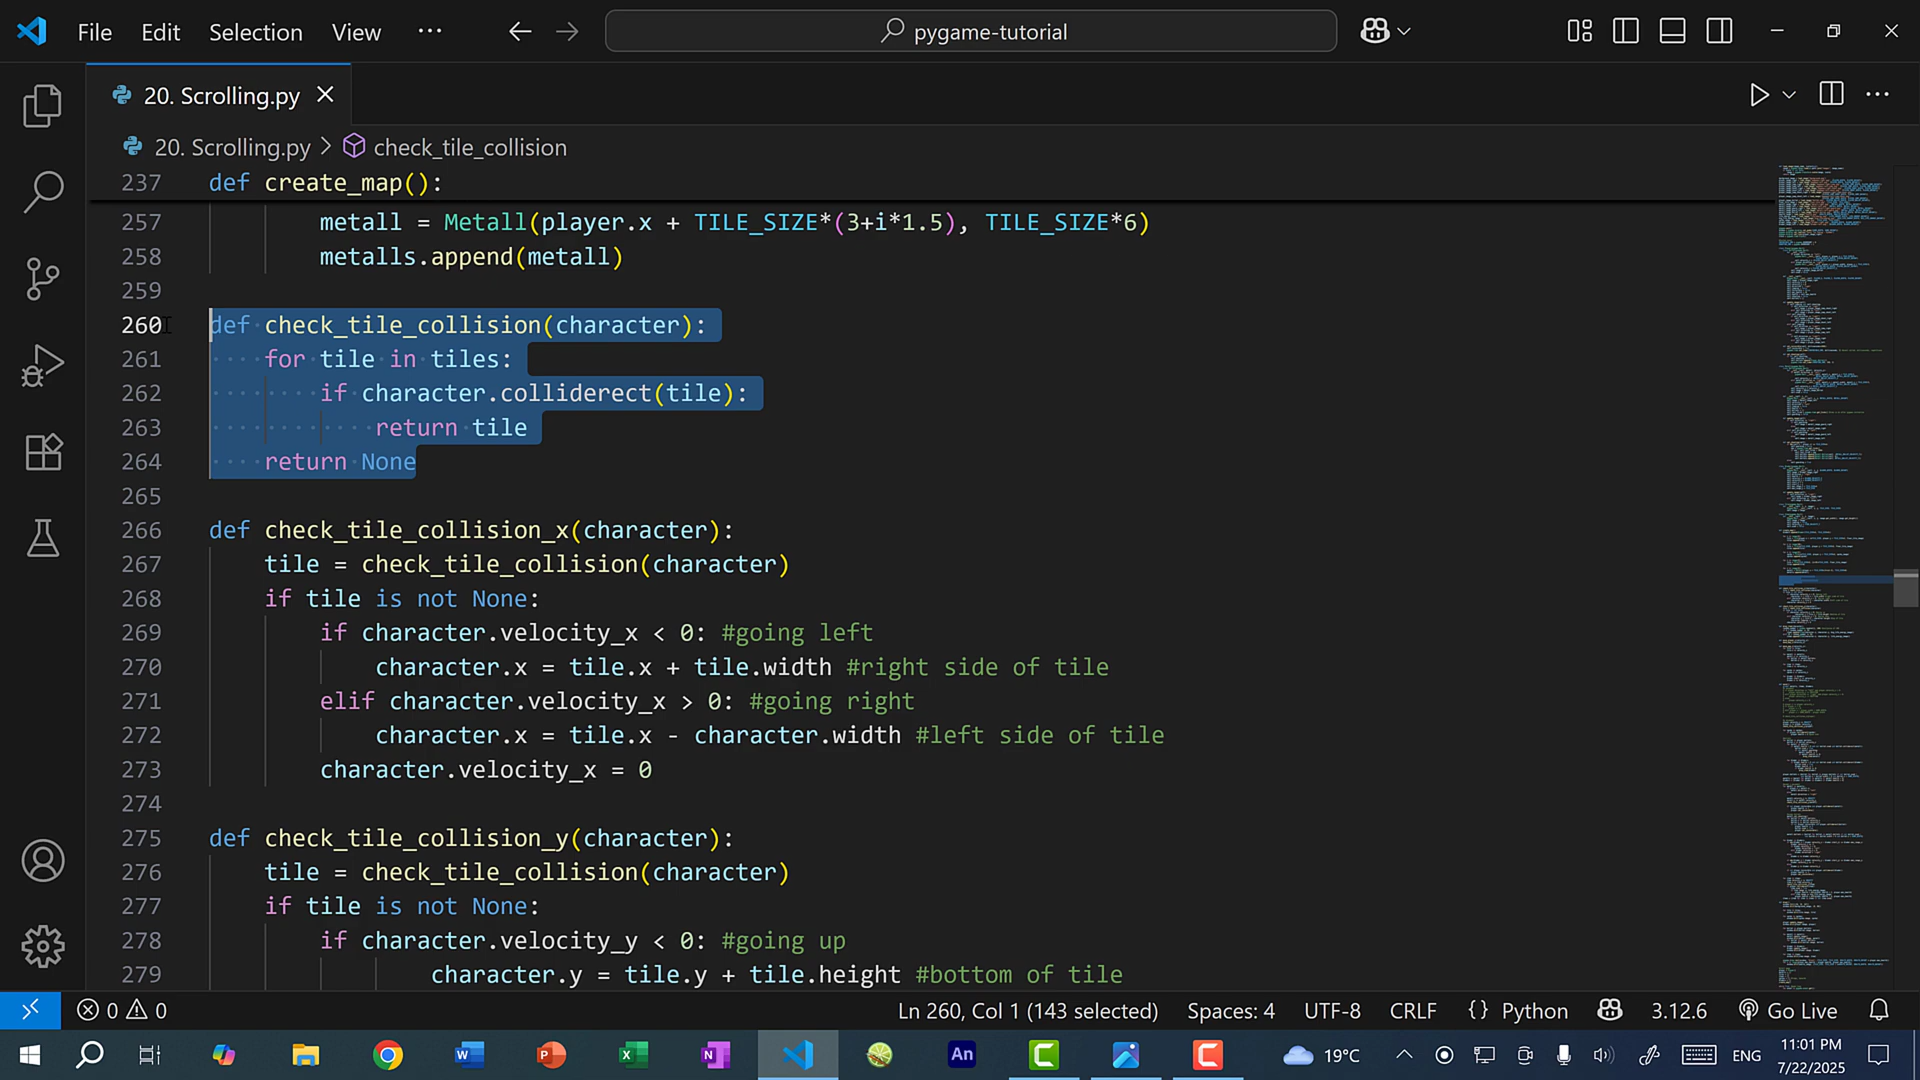 File Edit Selection View ··· pygame-tutorial
20. Scrolling.py
20. Scrolling.py > check_tile_collision
237 def create_map():
257 metall = Metall(player.x + TILE_SIZE*(3+i*1.5), TILE_SIZE*6)
258 metalls.append(metall)
259
260 def check_tile_collision(character):
261 for tile in tiles:
262 if character.colliderect(tile):
263 return tile
264 return None
265
266 def check_tile_collision_x(character):
267 tile = check_tile_collision(character)
268 if tile is not None:
269 if character.velocity_x < 0: #going left
270 character.x = tile.x + tile.width #right side of tile
271 elif character.velocity_x > 0: #going right
272 character.x = tile.x - character.width #left side of tile
273 character.velocity_x = 0
274
275 def check_tile_collision_y(character):
276 tile = check_tile_collision(character)
277 if tile is not None:
278 if character.velocity_y < 0: #going up
279 character.y = tile.y + tile.height #bottom of tile
0 0 Ln 260, Col 1 (143 selected) Spaces: 4 UTF-8 CRLF {} Python 3.12.6 Go Live
19°C ENG 11:01 PM
7/22/2025